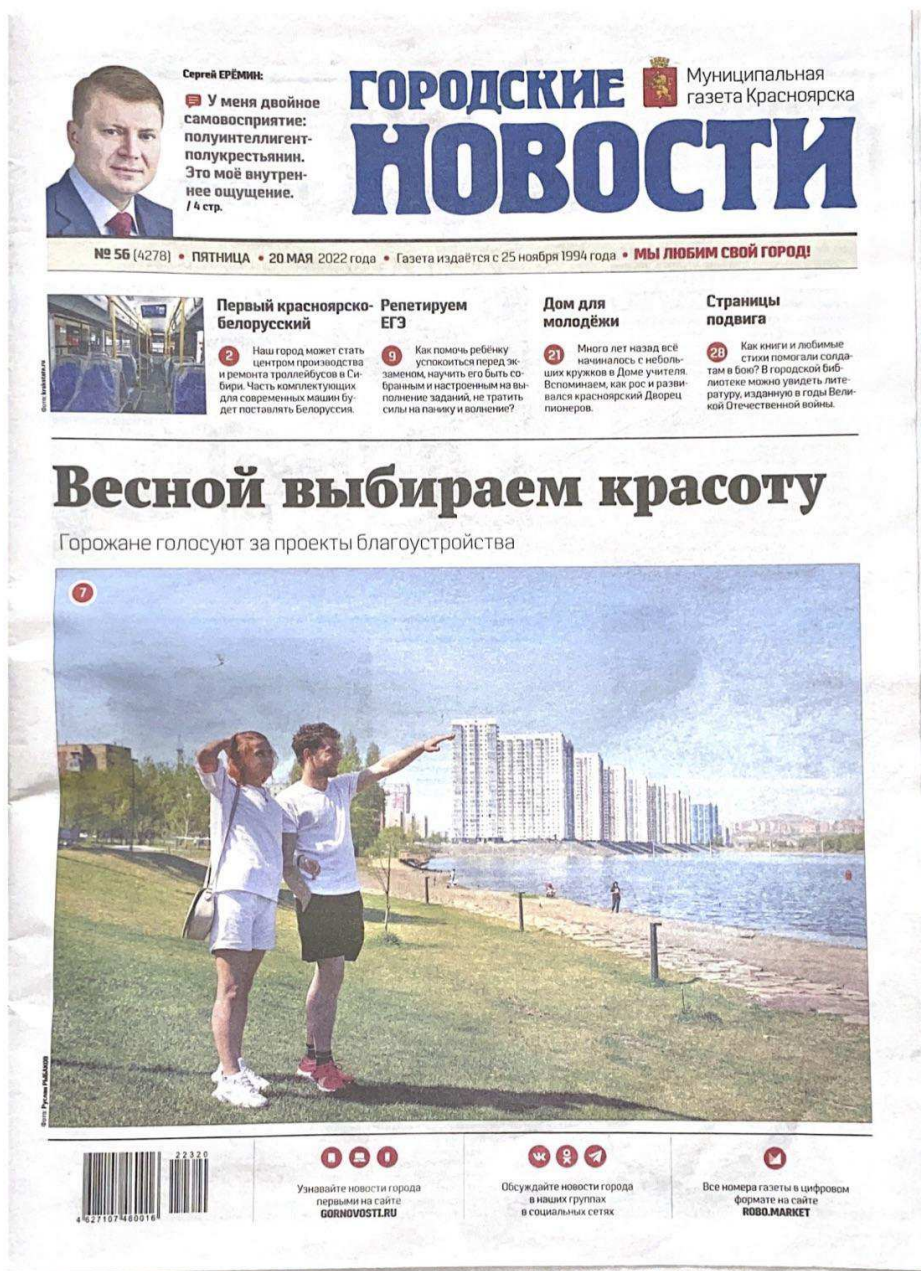 Сергей ЕРЁМИН:
У меня двойное
самовосприятие:
полуинтеллигент-
полукрестьянин.
Это моё внутрен-
нее ощущение.
/ 4 стр.
ГОРОДСКИЕ
НОВОСТИ
Муниципальная
газета Красноярска
№ 56 (4278) • ПЯТНИЦА • 20 МАЯ 2022 года • Газета издаётся с 25 ноября 1994 года • МЫ ЛЮБИМ СВОЙ ГОРОД!
Первый красноярско-
белорусский
2 Наш город может стать
центром производства
и ремонта троллейбусов в Си-
бири. Часть комплектующих
для современных машин бу-
дет поставлять Белоруссия.
Репетируем
ЕГЭ
9 Как помочь ребёнку
успокоиться перед эк-
заменом, научить его быть со-
бранным и настроенным на вы-
полнение заданий, не тратить
силы на панику и волнение?
Дом для
молодёжи
21 Много лет назад всё
начиналось с неболь-
ших кружков в Доме учителя.
Вспоминаем, как рос и разви-
вался красноярский Дворец
пионеров.
Страницы
подвига
28 Как книги и любимые
стихи помогали солда-
там в бою? В городской биб-
лиотеке можно увидеть лите-
ратуру, изданную в годы Вели-
кой Отечественной войны.
Весной выбираем красоту
Горожане голосуют за проекты благоустройства
7
Фото Руслан РЫБАКОВ
22320
4 627107 460016
Узнавайте новости города
первыми на сайте
GORNOVOSTI.RU
Обсуждайте новости города
в наших группах
в социальных сетях
Все номера газеты в цифровом
формате на сайте
ROBO.MARKET